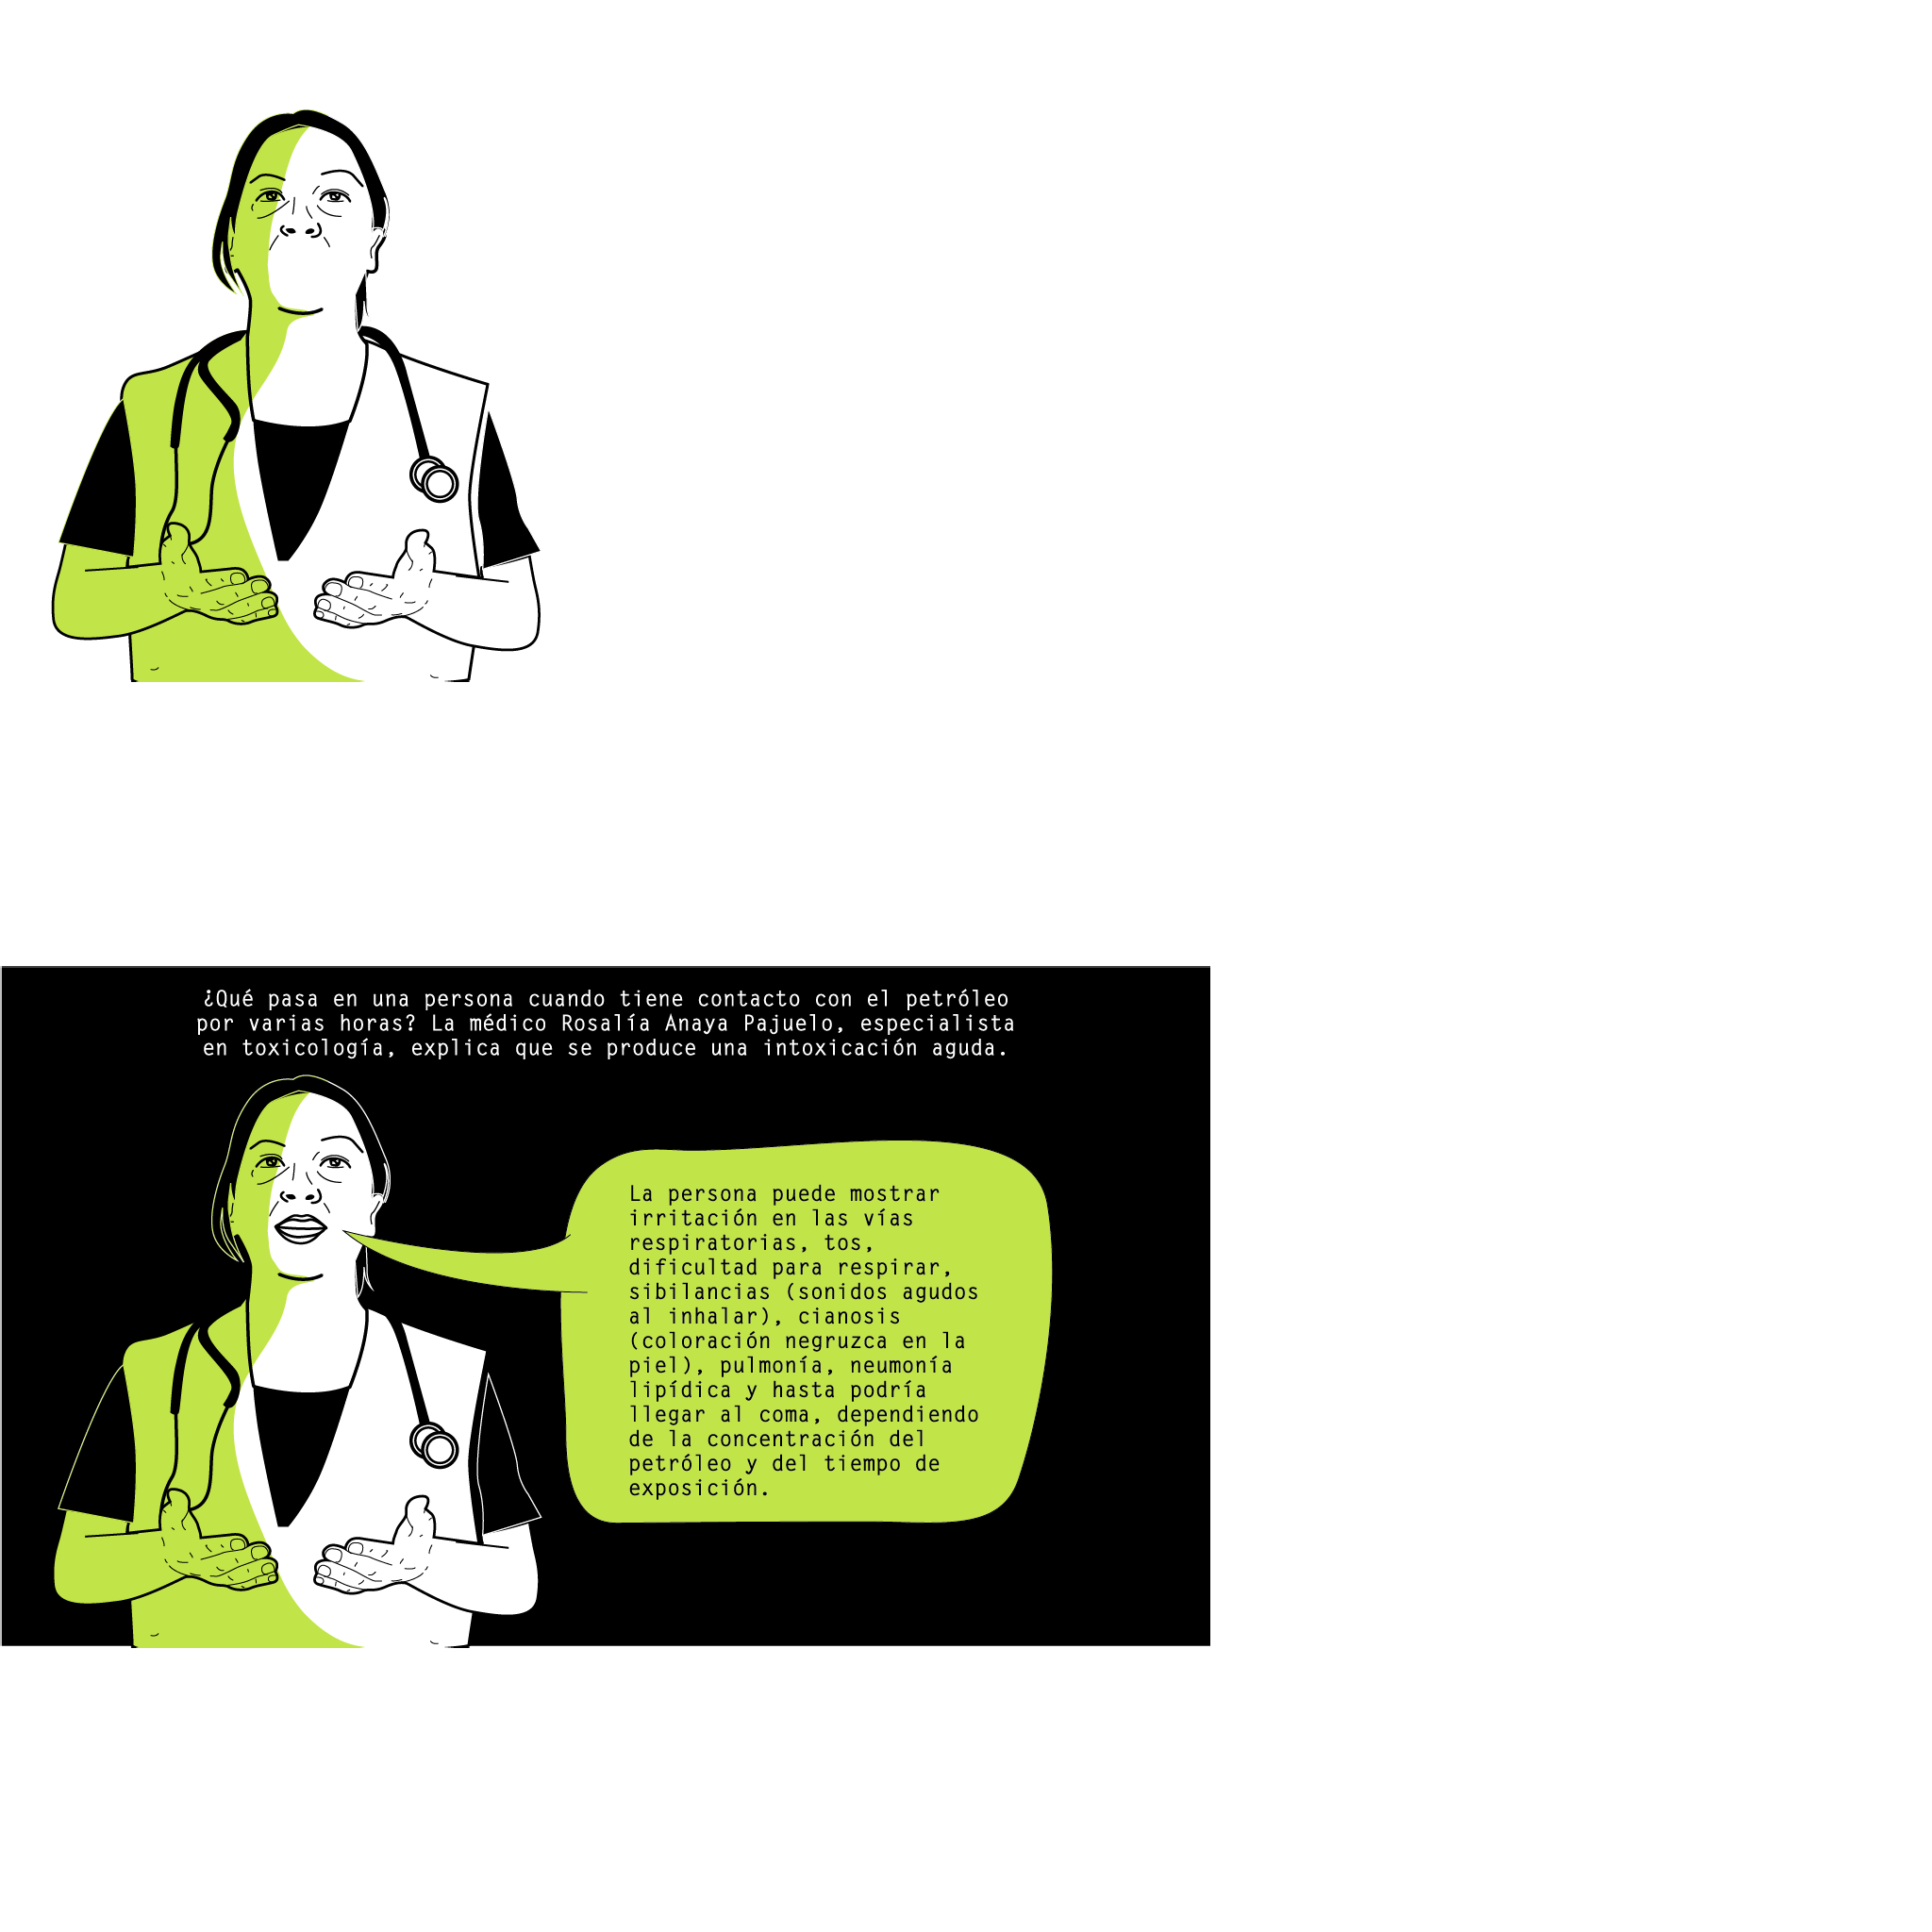 ¿Qué pasa en una persona cuando tiene contacto con el petróleo
por varias horas? La médico Rosalía Anaya Pajuelo, especialista
en toxicología, explica que se produce una intoxicación aguda.
La persona puede mostrar
irritación en las vías
respiratorias, tos,
dificultad para respirar,
sibilancias (sonidos agudos
al inhalar), cianosis
(coloración negruzca en la
piel), pulmonía, neumonía
lipídica y hasta podría
llegar al coma, dependiendo
de la concentración del
petróleo y del tiempo de
exposición.